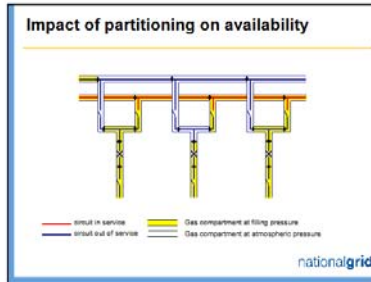 Impact of partitioning on availability
circuit in service
Gas compartment at filling pressure
circuit out of service
Gas compartment at atmospheric pressure
nationalgrid